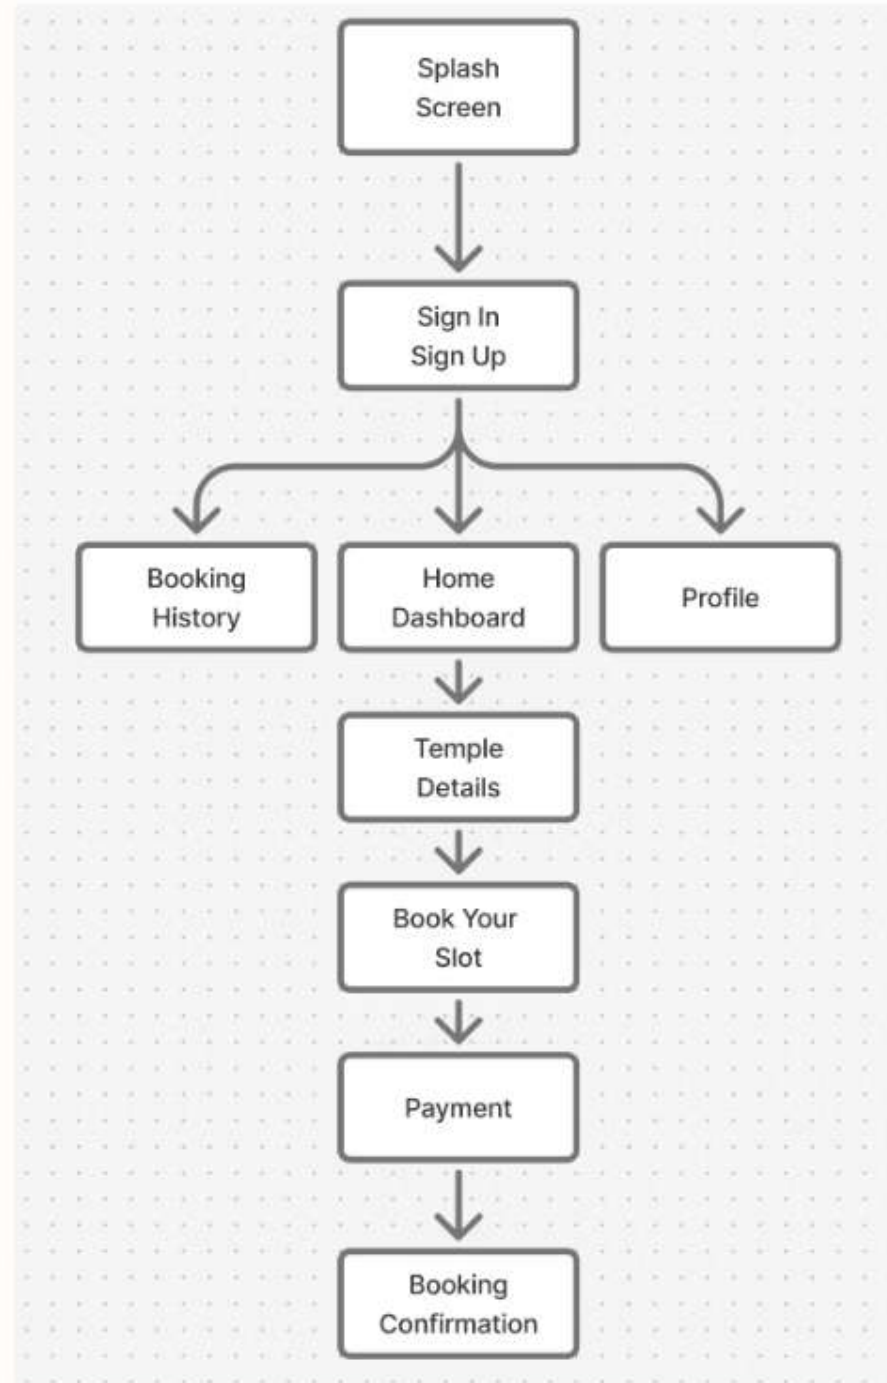 Splash
Screen
Sign In
Sign Up
Booking
History
Home
Dashboard
Profile
Temple
Details
Book Your
Slot
Payment
Booking
Confirmation